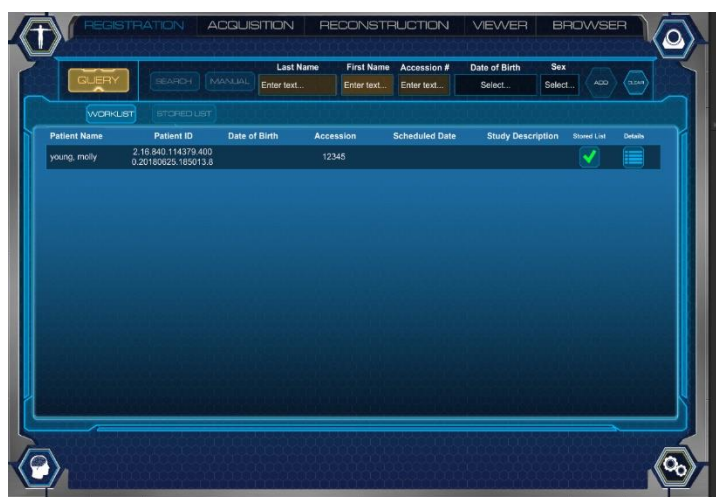 REGISTRATION ACQUISITION RECONSTRUCTION VIEWER BROWSER
Last Name First Name Accession # Date of Birth Sex
QUERY SEARCH MANUAL Enter text... Enter text... Enter text... Select... Select... ADD CLEAR
WORKLIST STORED LIST
Patient Name Patient ID Date of Birth Accession Scheduled Date Study Description Stored List Details
young, molly 2.16.840.114379.400 12345
0.20180625.185013.8